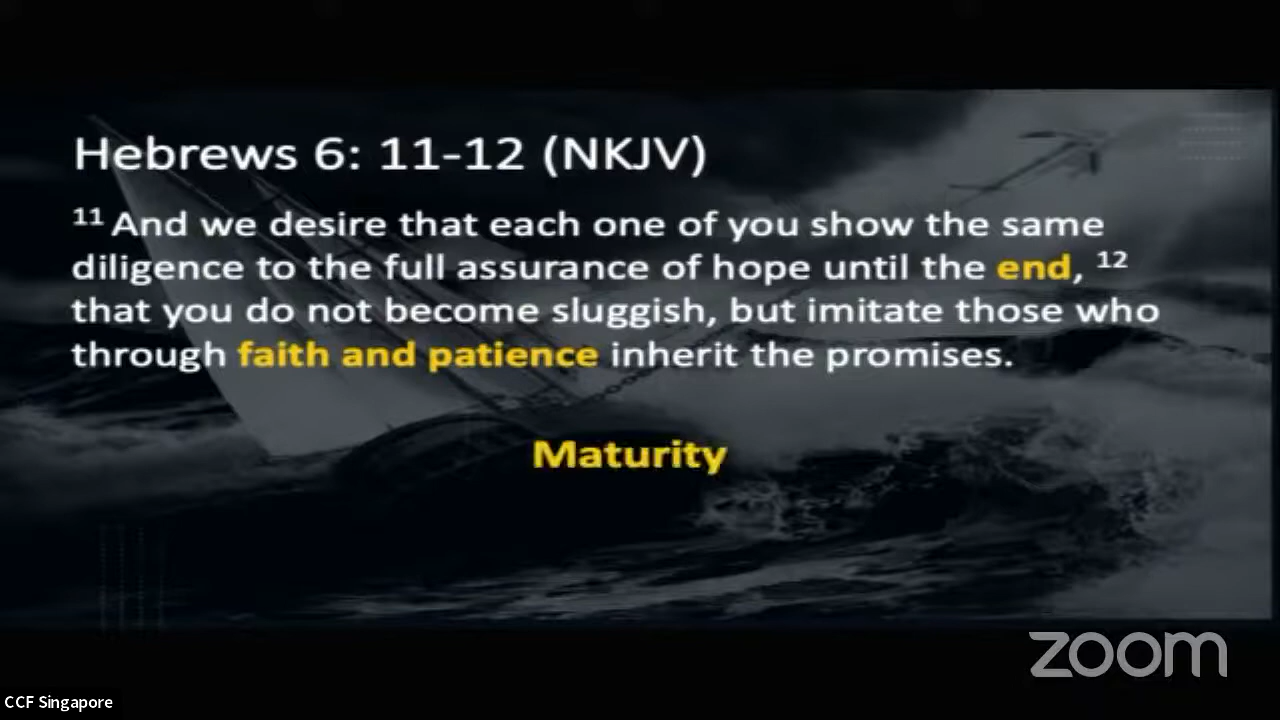 Hebrews 6: 11-12 (NKJV)
11 And we desire that each one of you show the same
diligence to the full assurance of hope until the end, 12
that you do not become sluggish, but imitate those who
through faith and patience inherit the promises.
Maturity
zoom
CCF Singapore